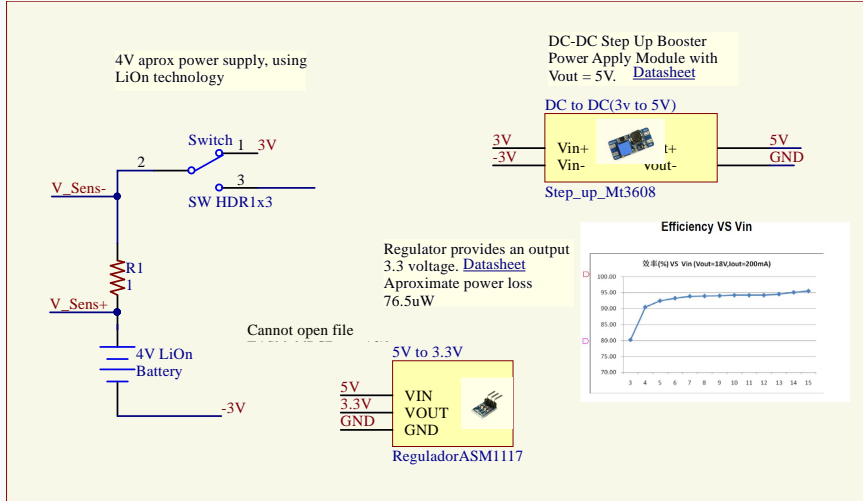 4V aprox power supply, using
LiOn technology
DC-DC Step Up Booster
Power Apply Module with
Vout = 5V. Datasheet
DC to DC(3v to 5V)
3V
-3V
Vin+
Vin-
t+
Vout-
5V
GND
Step_up_Mt3608
Switch
1
3V
2
3
SW HDR1x3
V_Sens-
R1
1
V_Sens+
4V LiOn
Battery
-3V
Regulator provides an output
3.3 voltage. Datasheet
Aproximate power loss
76.5uW
Cannot open file
5V to 3.3V
5V
3.3V
GND
VIN
VOUT
GND
ReguladorASM1117
Efficiency VS Vin
效率(%) VS Vin (Vout=18V,Iout=200mA)
100.00
95.00
90.00
85.00
80.00
75.00
70.00
3 4 5 6 7 8 9 10 11 12 13 14 15
D
D